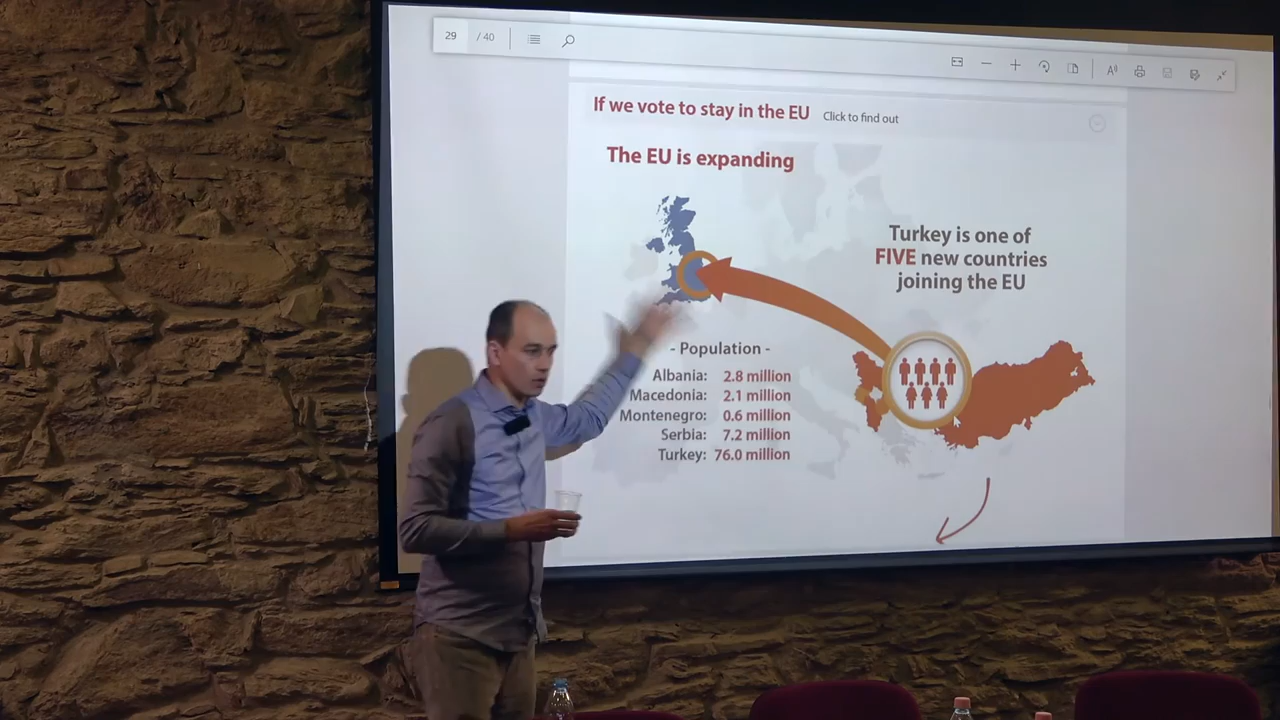 29 / 40
If we vote to stay in the EU Click to find out
The EU is expanding
Turkey is one of
FIVE new countries
joining the EU
- Population -
Albania: 2.8 million
Macedonia: 2.1 million
Montenegro: 0.6 million
Serbia: 7.2 million
Turkey: 76.0 million